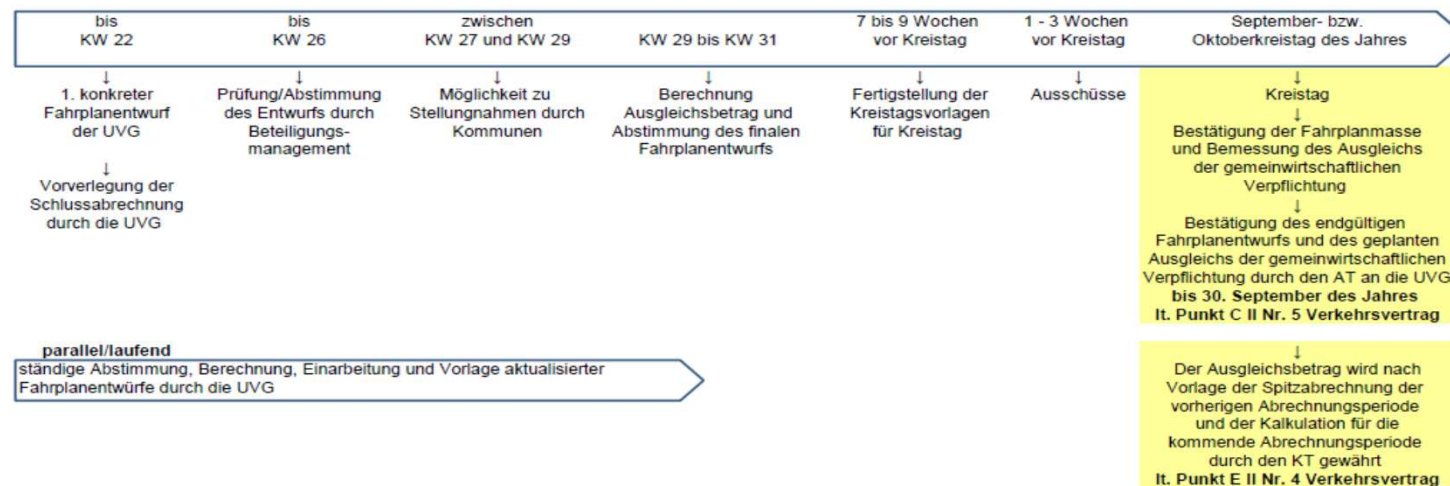 bis
KW 22
bis
KW 26
zwischen
KW 27 und KW 29
KW 29 bis KW 31
7 bis 9 Wochen
vor Kreistag
1 - 3 Wochen
vor Kreistag
September- bzw.
Oktoberkreistag des Jahres
↓
1. konkreter
Fahrplanentwurf
der UVG
↓
Vorverlegung der
Schlussabrechnung
durch die UVG
↓
Prüfung/Abstimmung
des Entwurfs durch
Beteiligungs-
management
↓
Möglichkeit zu
Stellungnahmen durch
Kommunen
↓
Berechnung
Ausgleichsbetrag und
Abstimmung des finalen
Fahrplanentwurfs
↓
Fertigstellung der
Kreistagsvorlagen
für Kreistag
↓
Ausschüsse
↓
Kreistag
↓
Bestätigung der Fahrplanmasse
und Bemessung des Ausgleichs
der gemeinwirtschaftlichen
Verpflichtung
↓
Bestätigung des endgültigen
Fahrplanentwurfs und des geplanten
Ausgleichs der gemeinwirtschaftlichen
Verpflichtung durch den AT an die UVG
bis 30. September des Jahres
lt. Punkt C II Nr. 5 Verkehrsvertrag
parallel/laufend
ständige Abstimmung, Berechnung, Einarbeitung und Vorlage aktualisierter
Fahrplanentwürfe durch die UVG
↓
Der Ausgleichsbetrag wird nach
Vorlage der Spitzabrechnung der
vorherigen Abrechnungsperiode
und der Kalkulation für die
kommende Abrechnungsperiode
durch den KT gewährt
lt. Punkt E II Nr. 4 Verkehrsvertrag